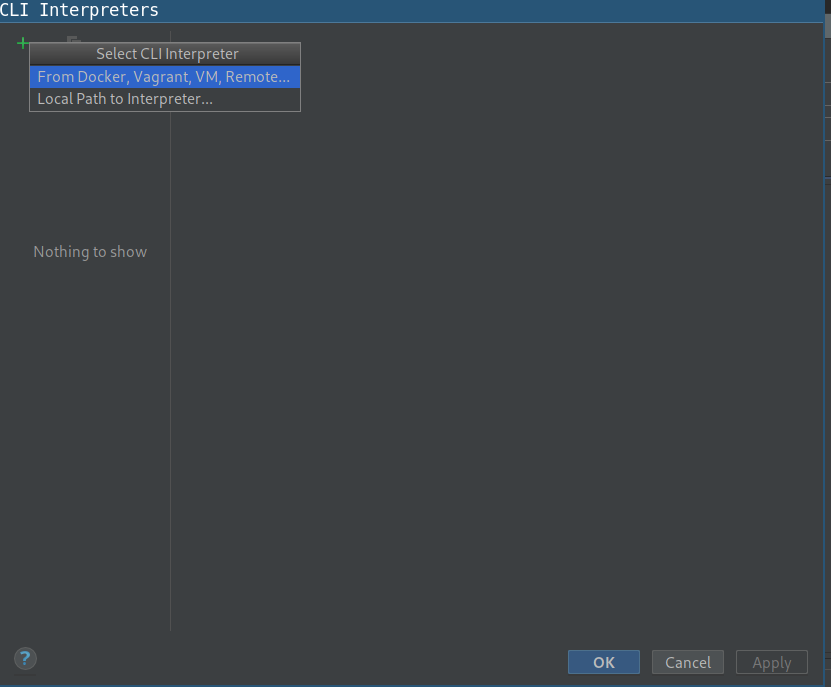 CLI Interpreters
Select CLI Interpreter
From Docker, Vagrant, VM, Remote...
Local Path to Interpreter...
Nothing to show
?
OK
Cancel
Apply